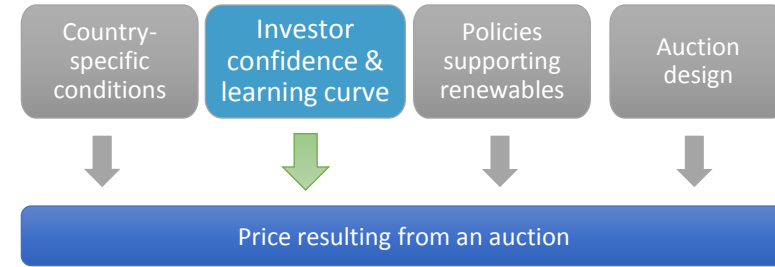 Country-
specific
conditions
Investor
confidence &
learning curve
Policies
supporting
renewables
Auction
design
Price resulting from an auction